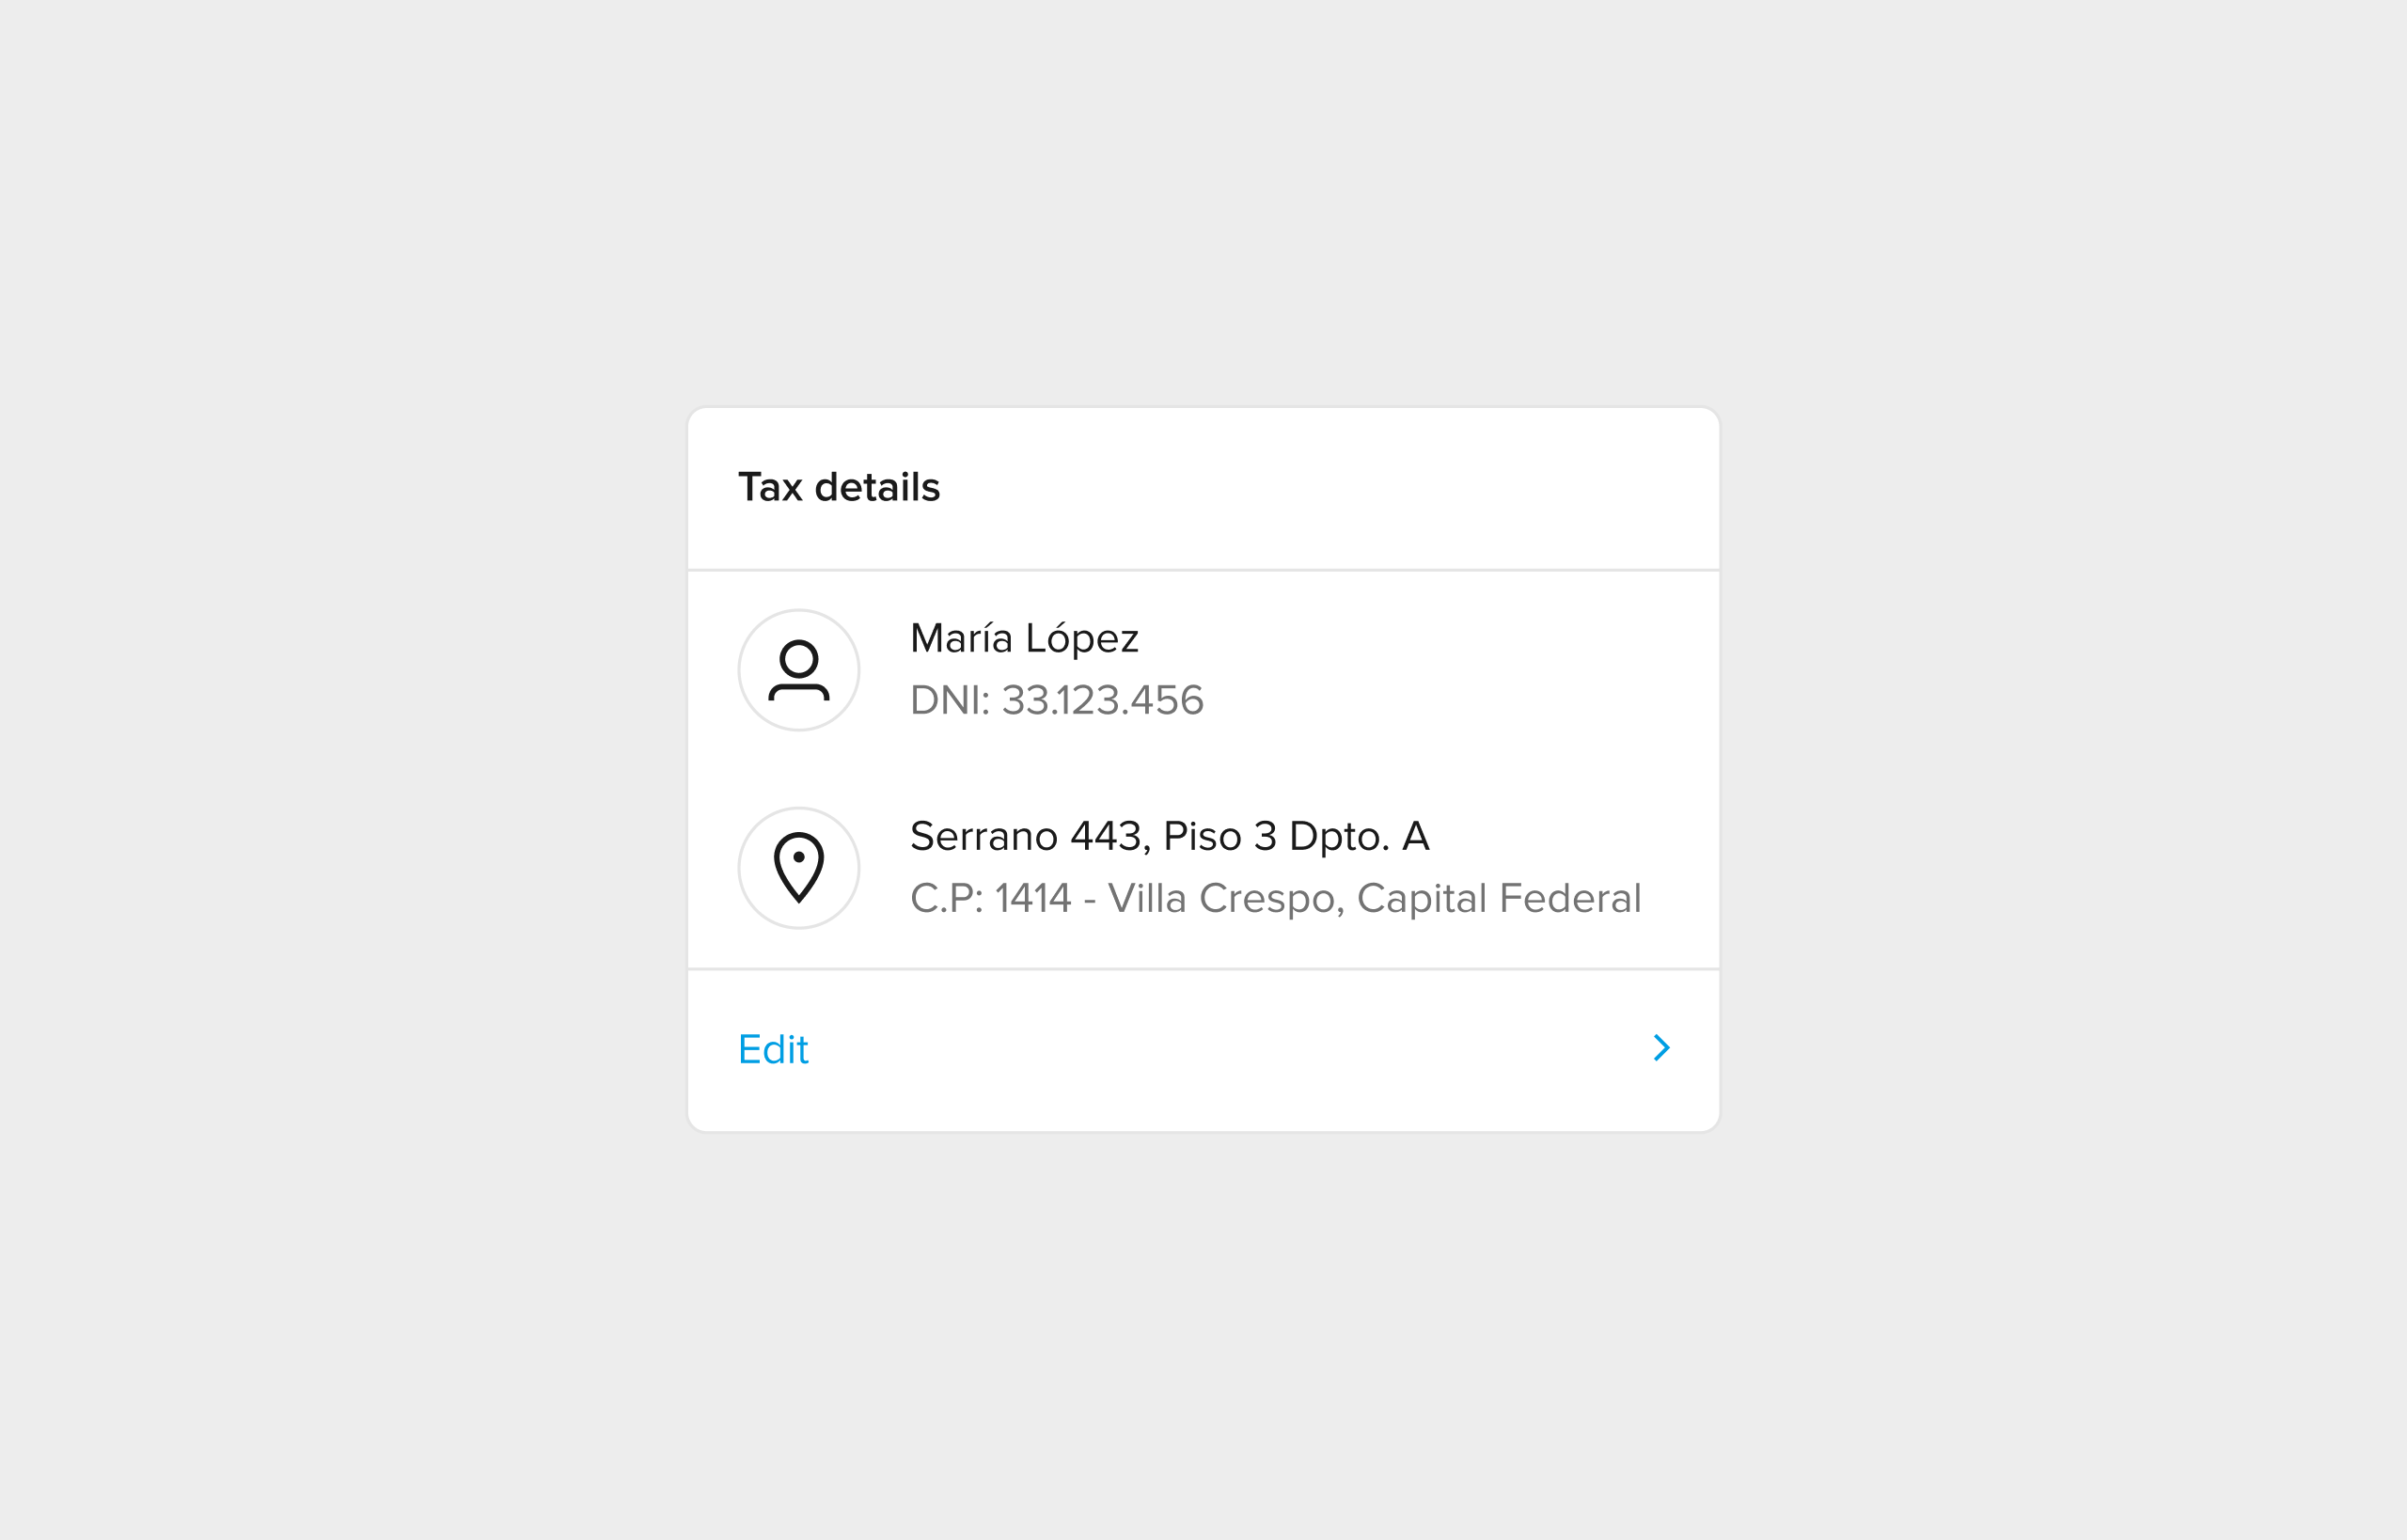 Tax details
María López
DNI: 33.123.456
Serrano 443, Piso 3 Dpto. A
C.P: 1414 - Villa Crespo, Capital Federal
Edit